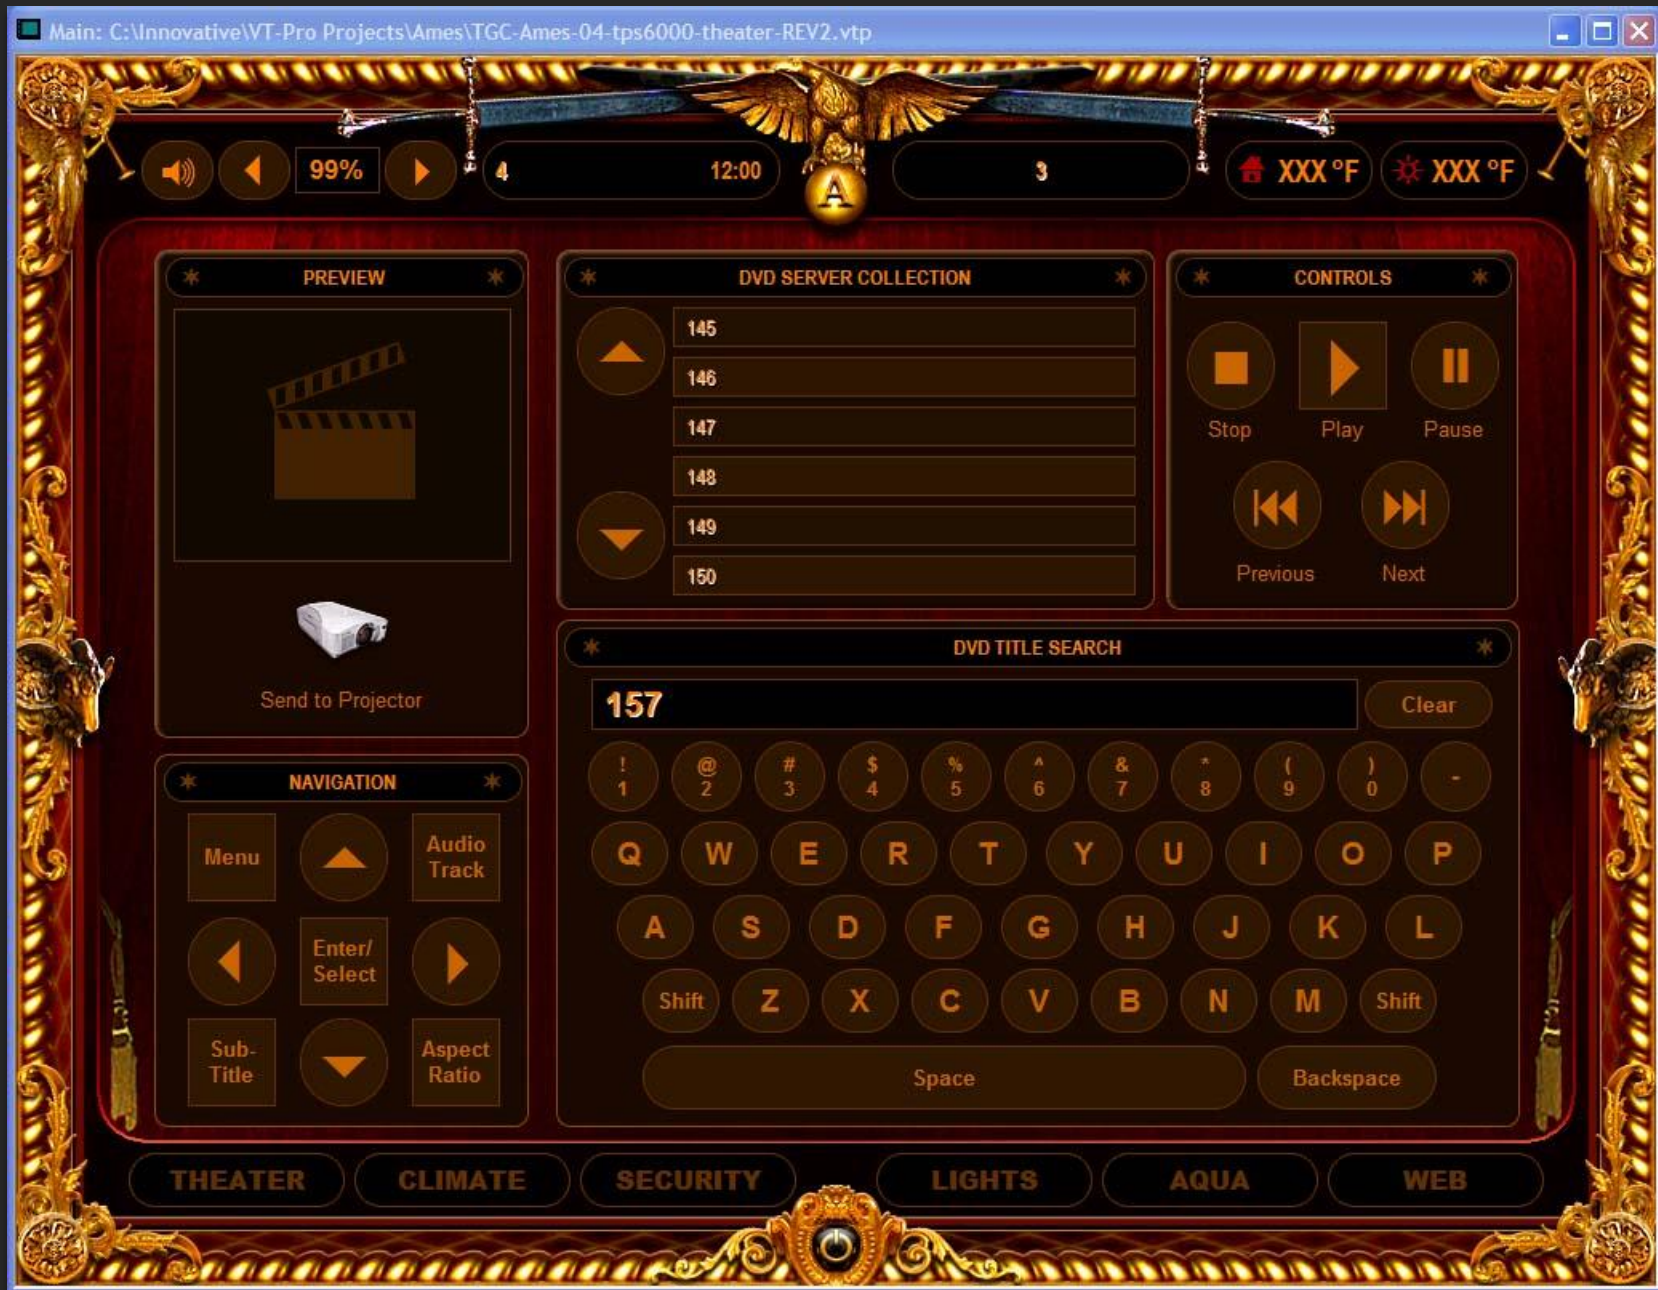 Main: C:\Innovative\VT-Pro Projects\Ames\TGC-Ames-04-tps6000-theater-REV2.vtp
99%
4 12:00
A
3
XXX °F
XXX °F
PREVIEW
Send to Projector
DVD SERVER COLLECTION
145
146
147
148
149
150
CONTROLS
Stop Play Pause
Previous Next
NAVIGATION
Menu
Audio
Track
Enter/
Select
Sub-
Title
Aspect
Ratio
DVD TITLE SEARCH
157 Clear
! @ # $ % ^ & * ( )
1 2 3 4 5 6 7 8 9 0 -
Q W E R T Y U I O P
A S D F G H J K L
Shift Z X C V B N M Shift
Space Backspace
THEATER CLIMATE SECURITY LIGHTS AQUA WEB